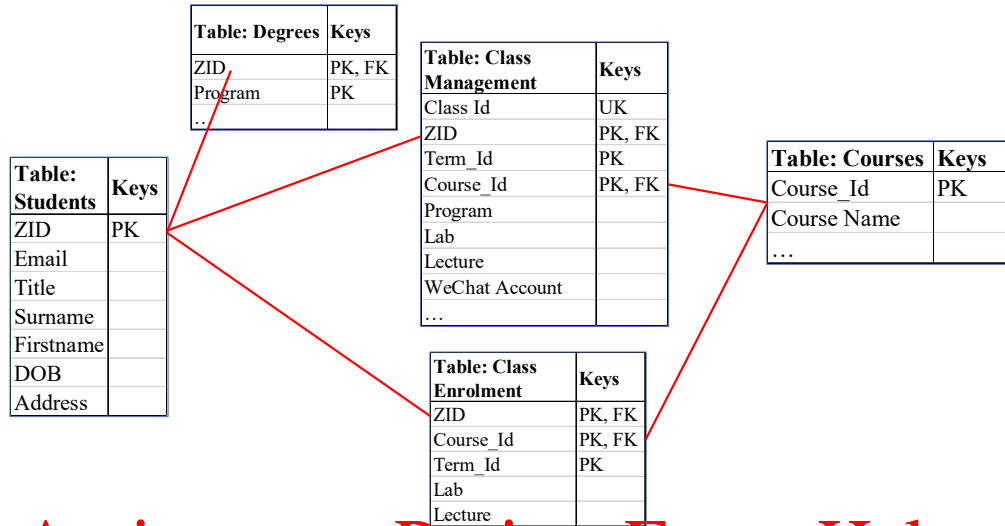 Table: Degrees Keys
ZID PK, FK
Program PK
…
Table: Class Management Keys
Class Id UK
ZID PK, FK
Term_Id PK
Course_Id PK, FK
Program
Lab
Lecture
WeChat Account
…
Table: Courses Keys
Course_Id PK
Course Name
…
Table: Students Keys
ZID PK
Email
Title
Surname
Firstname
DOB
Address
Table: Class Enrolment Keys
ZID PK, FK
Course_Id PK, FK
Term_Id PK
Lab
Lecture